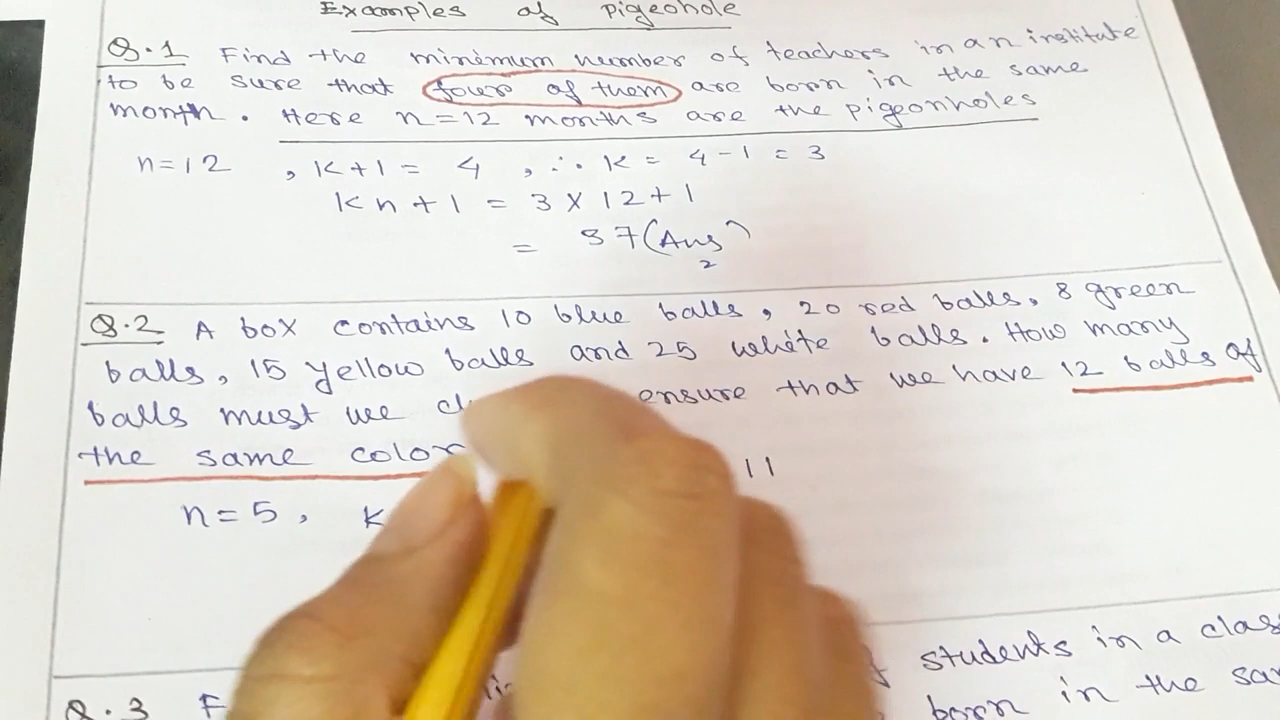 Examples of pigeohole
Q.1 Find the minimum number of teachers in an institute
to be sure that four of them are born in the same
month. Here n=12 months are the pigeonholes
n=12 , K+1 = 4 , ∴ K = 4-1 = 3
Kn+1 = 3 X 12+1
= 37(Ans)
Q.2 A box contains 10 blue balls, 20 red balls, 8 green
balls, 15 yellow balls and 25 white balls. How many
balls must we ensure that we have 12 balls of
the same color
11
n=5, K
students in a
Q.3
born in the